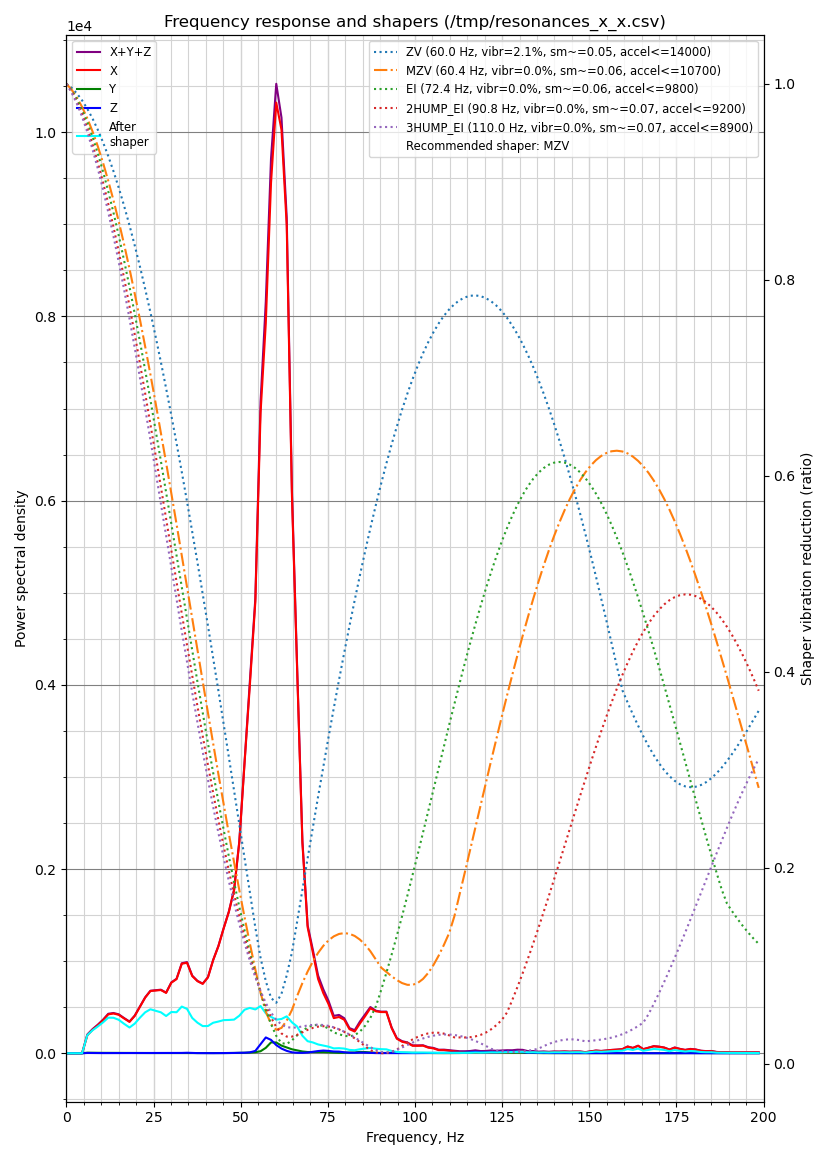 Frequency response and shapers (/tmp/resonances_x_x.csv)
1e4
X+Y+Z
X
Y
Z
After
shaper
ZV (60.0 Hz, vibr=2.1%, sm~=0.05, accel<=14000)
MZV (60.4 Hz, vibr=0.0%, sm~=0.06, accel<=10700)
EI (72.4 Hz, vibr=0.0%, sm~=0.06, accel<=9800)
2HUMP_EI (90.8 Hz, vibr=0.0%, sm~=0.07, accel<=9200)
3HUMP_EI (110.0 Hz, vibr=0.0%, sm~=0.07, accel<=8900)
Recommended shaper: MZV
1.0
0.8
0.6
0.4
0.2
0.0
Power spectral density
1.0
0.8
0.6
0.4
0.2
0.0
Shaper vibration reduction (ratio)
0 25 50 75 100 125 150 175 200
Frequency, Hz